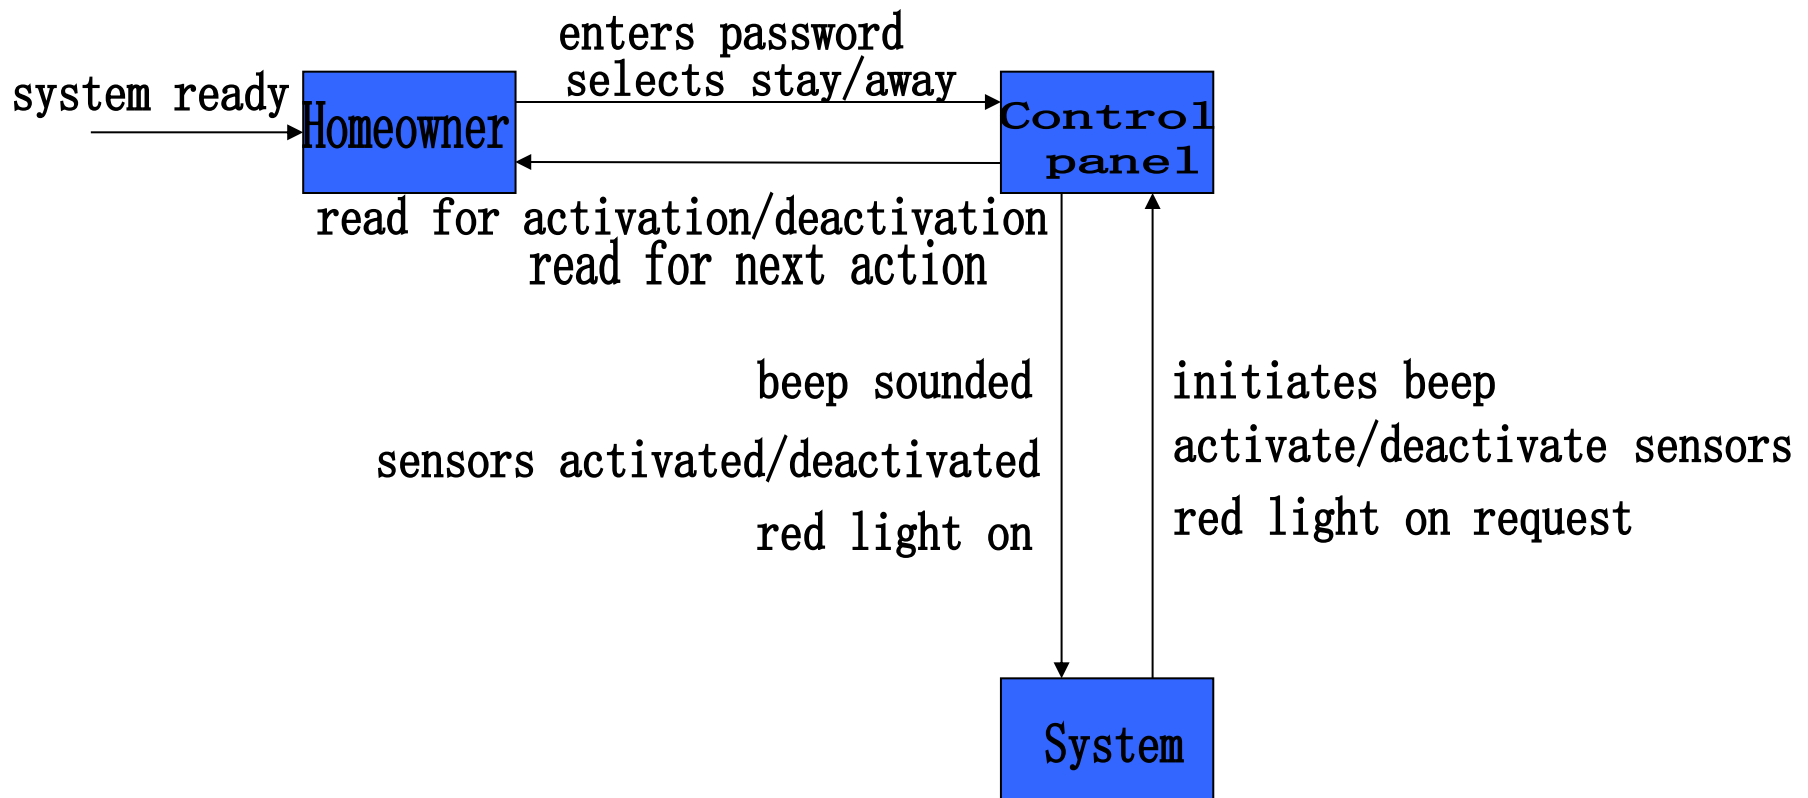 enters password
selects stay/away
system ready
Homeowner
Control
panel
read for activation/deactivation
read for next action
beep sounded
initiates beep
sensors activated/deactivated
activate/deactivate sensors
red light on
red light on request
System